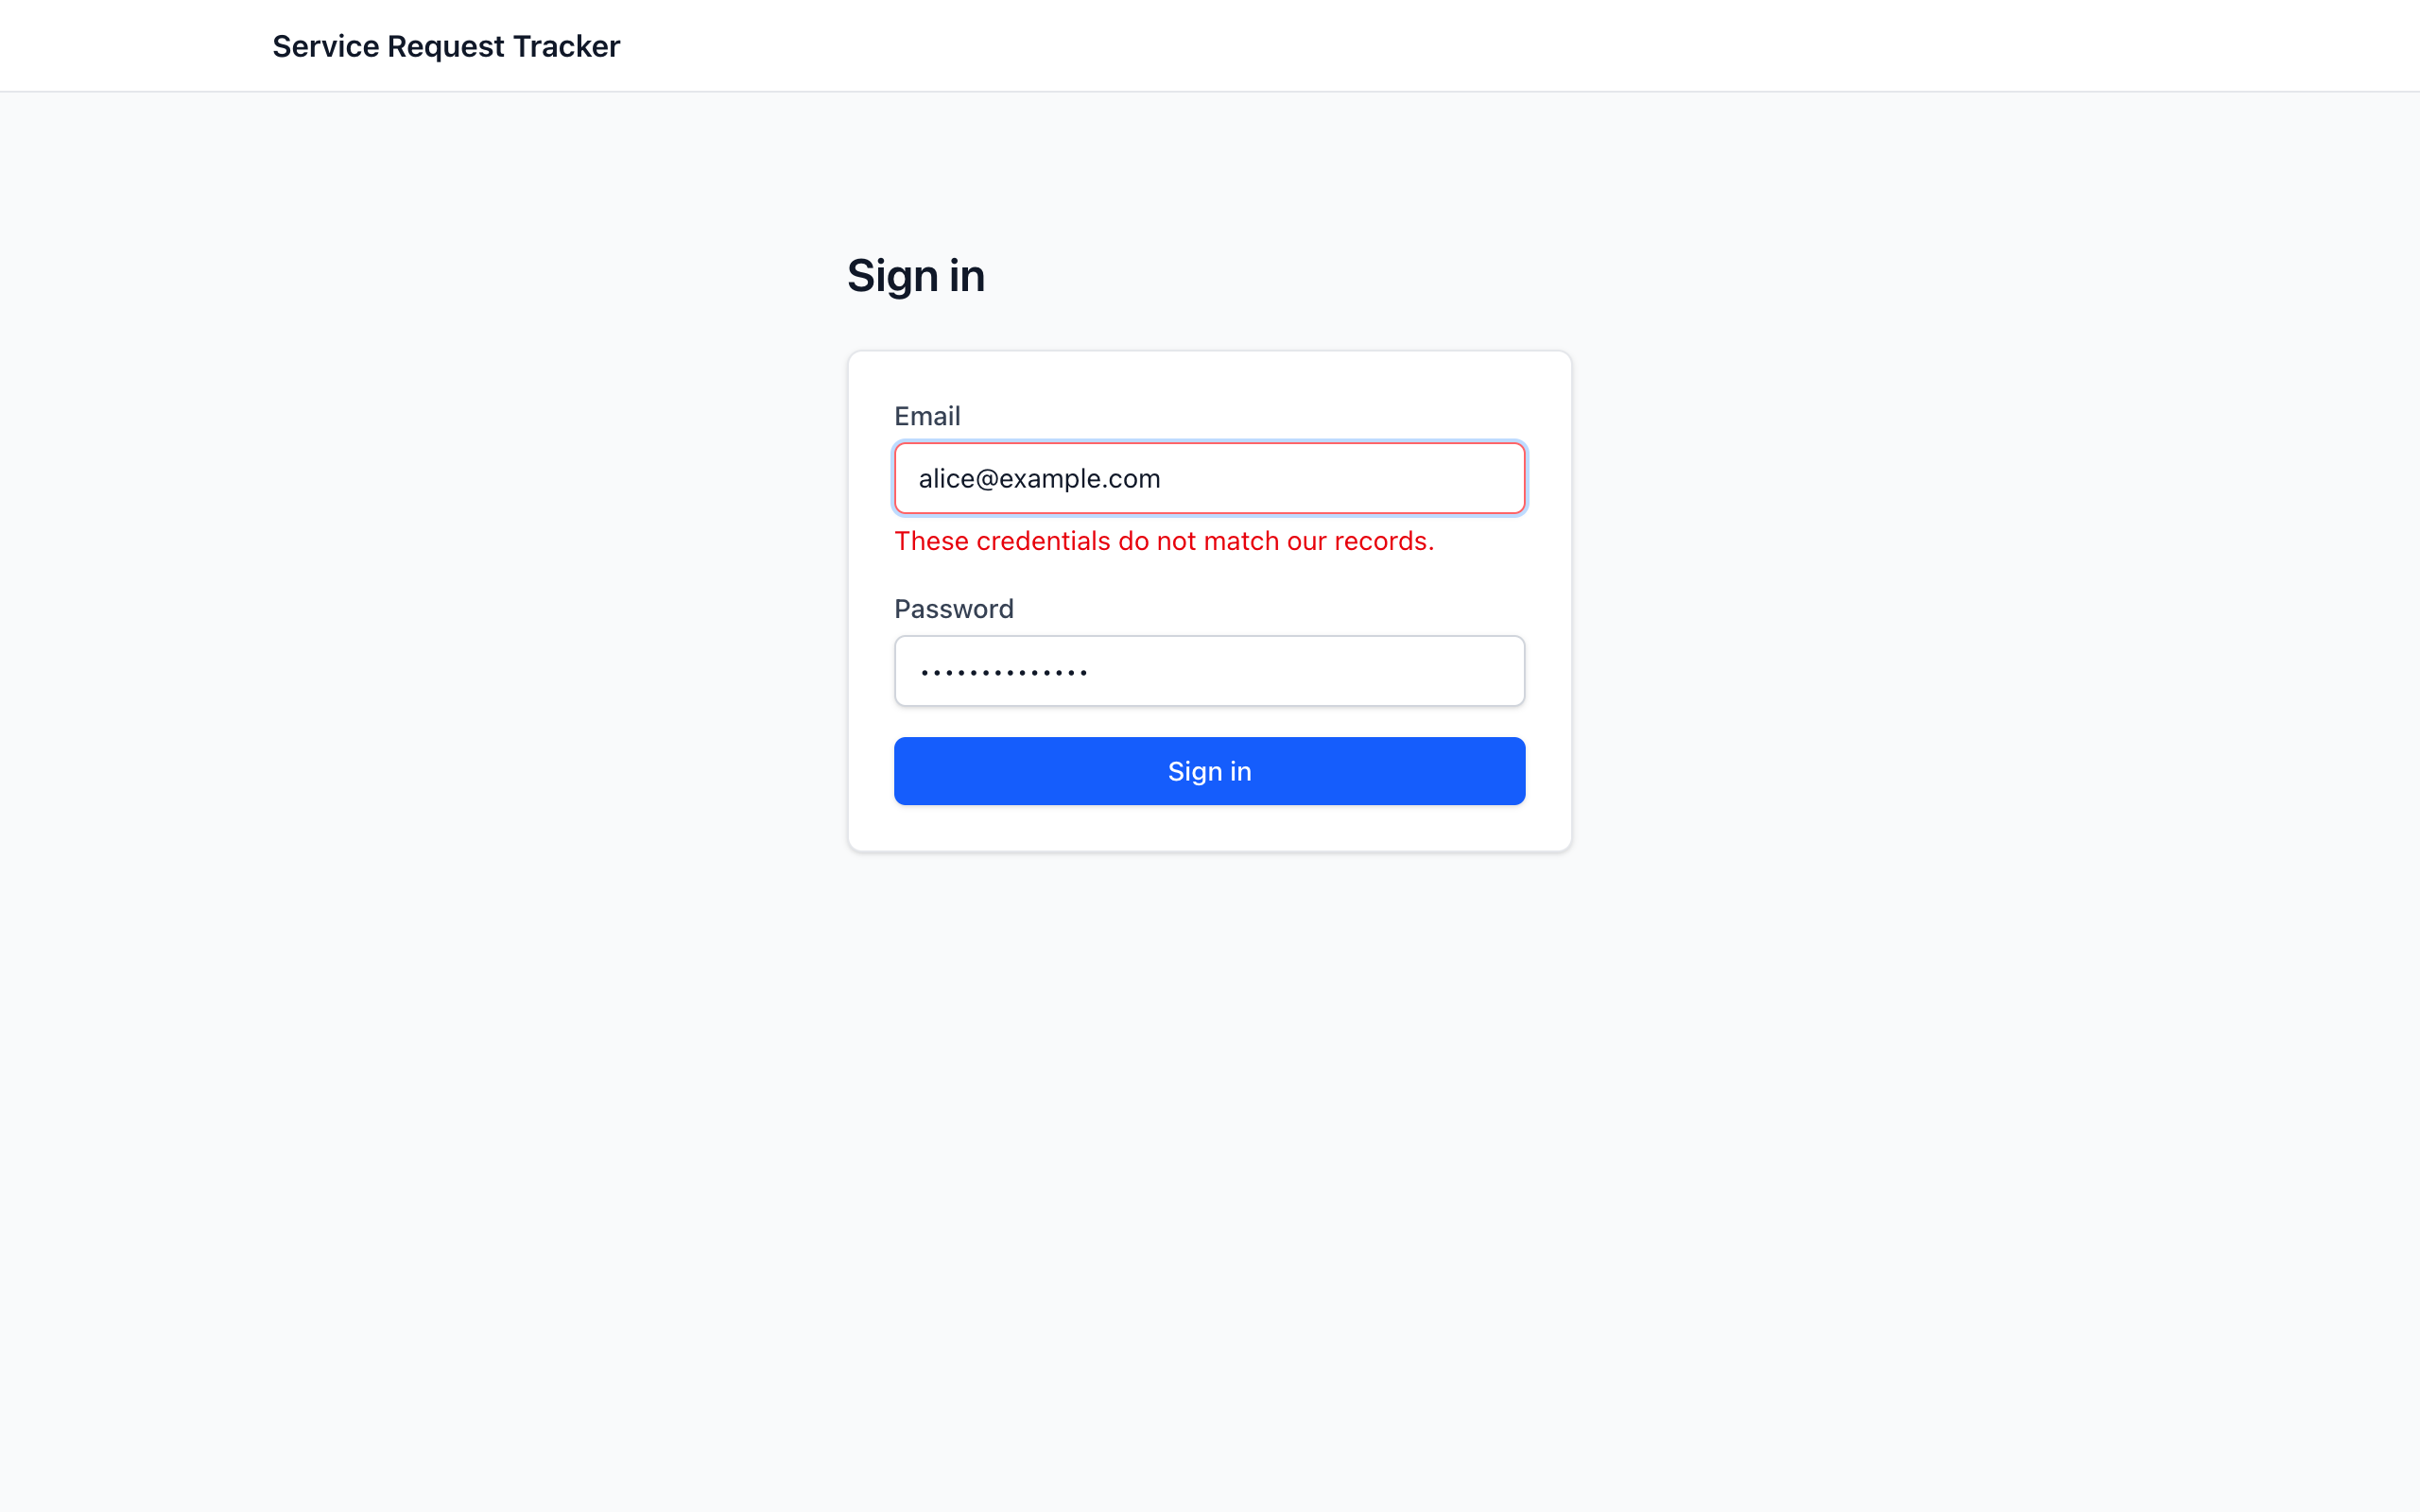 Service Request Tracker
Sign in
Email
alice@example.com
These credentials do not match our records.
Password
••••••••••••••
Sign in